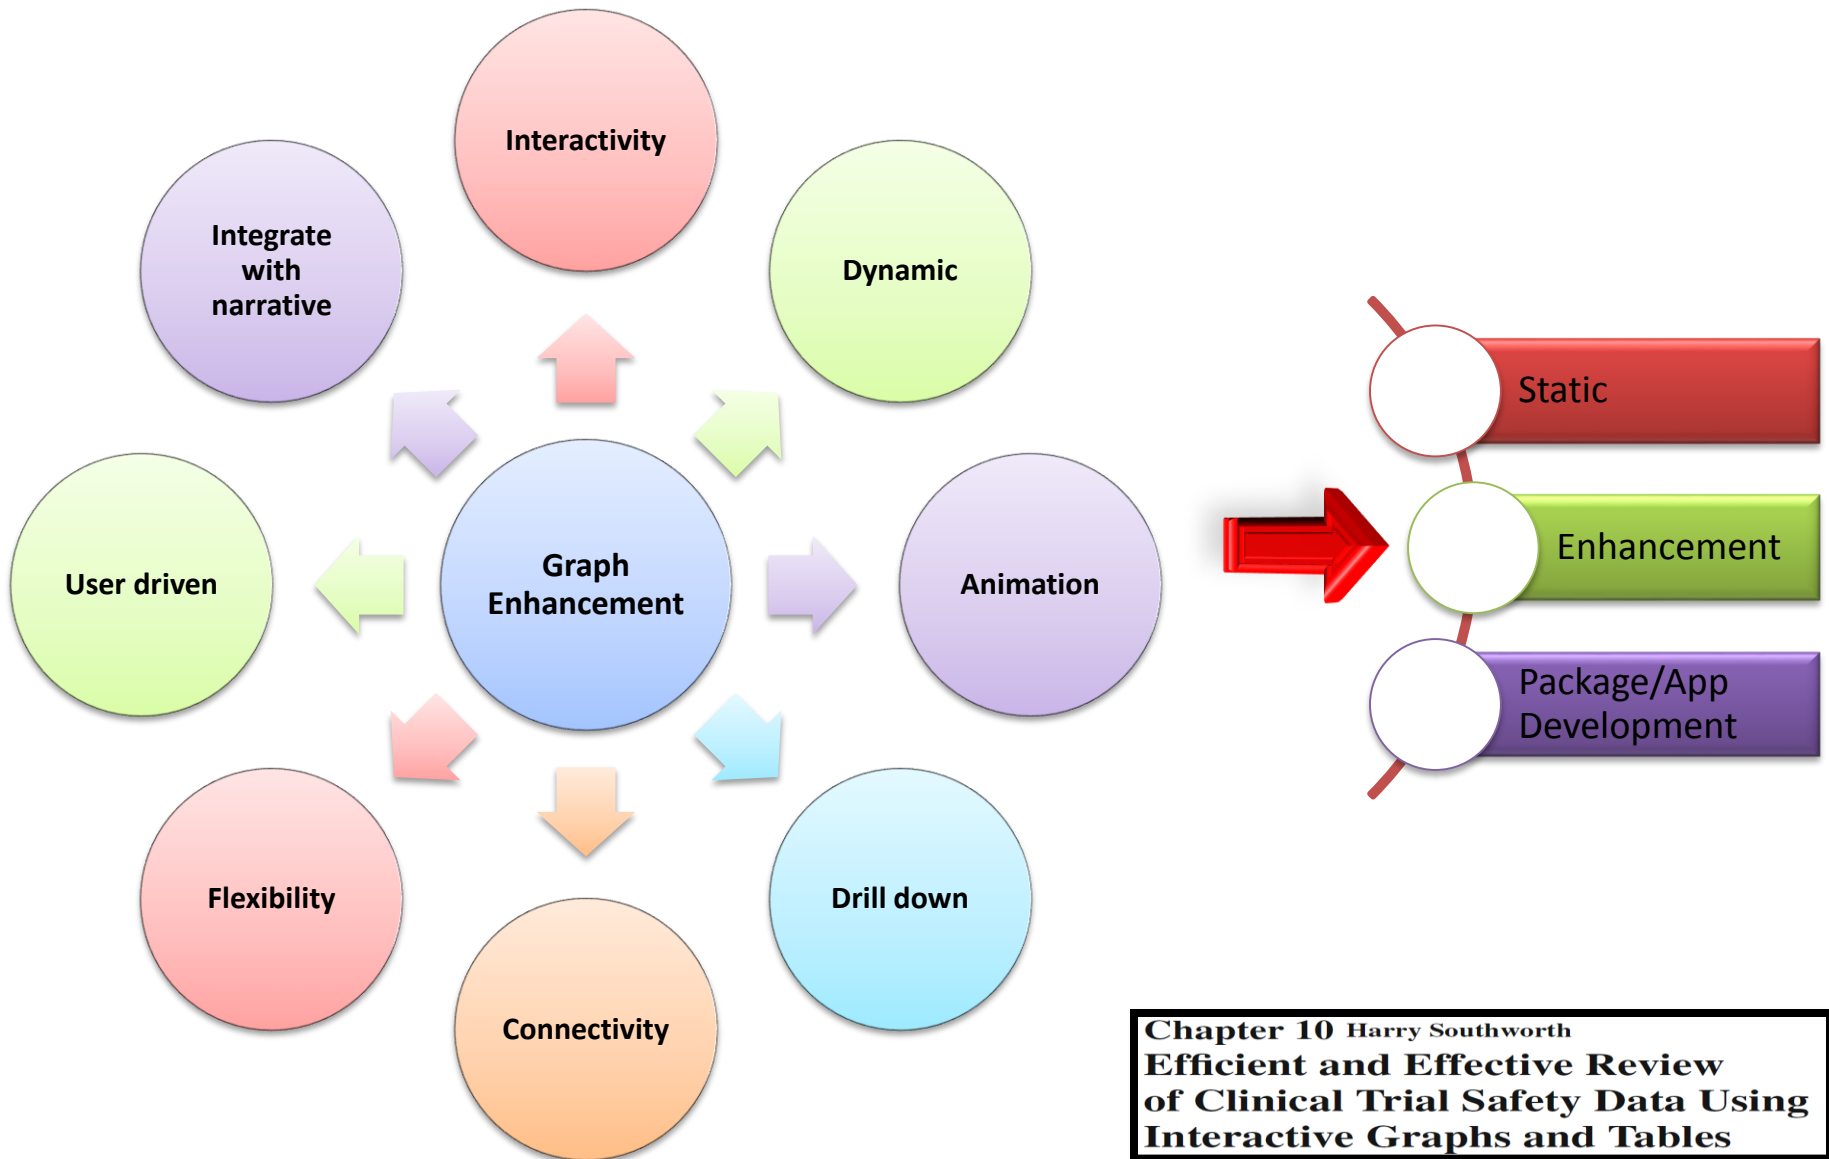 Interactivity
Integrate
with
narrative
Dynamic
Static
Enhancement
User driven
Graph
Enhancement
Animation
Package/App
Development
Flexibility
Drill down
Connectivity
Chapter 10 Harry Southworth
Efficient and Effective Review
of Clinical Trial Safety Data Using
Interactive Graphs and Tables